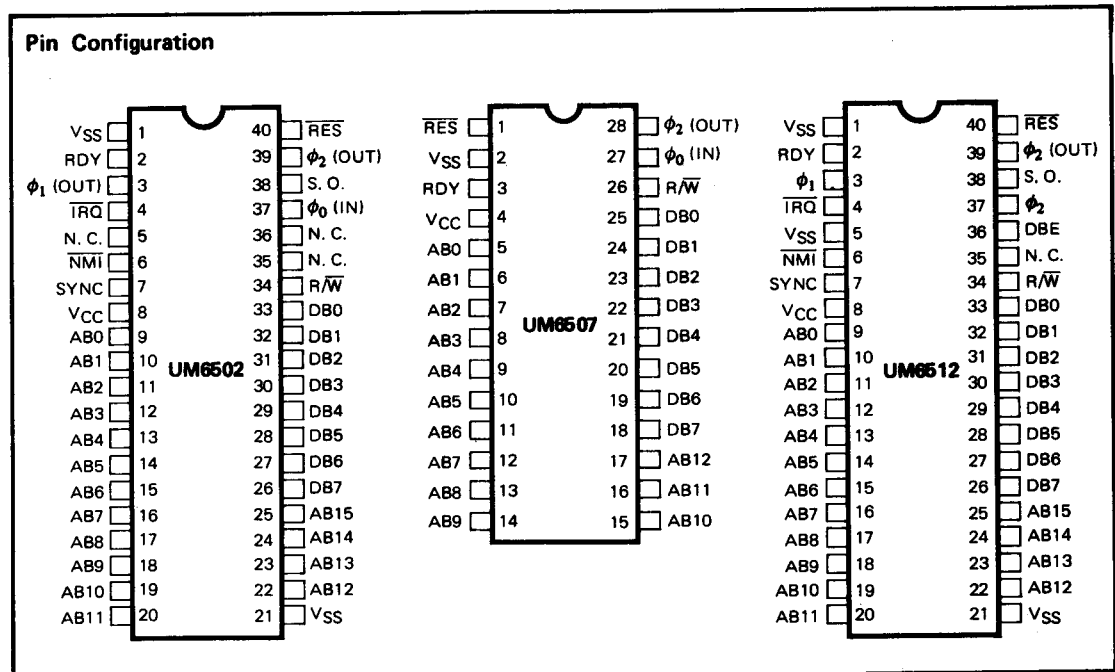 Pin Configuration
VSS 1 40 R̅E̅S̅
RDY 2 39 ϕ2 (OUT)
ϕ1 (OUT) 3 38 S. O.
I̅R̅Q̅ 4 37 ϕ0 (IN)
N. C. 5 36 N. C.
N̅M̅I̅ 6 35 N. C.
SYNC 7 34 R/W̅
VCC 8 33 DB0
AB0 9 32 DB1
AB1 10 31 DB2
UM6502
AB2 11 30 DB3
AB3 12 29 DB4
AB4 13 28 DB5
AB5 14 27 DB6
AB6 15 26 DB7
AB7 16 25 AB15
AB8 17 24 AB14
AB9 18 23 AB13
AB10 19 22 AB12
AB11 20 21 VSS
R̅E̅S̅ 1 28 ϕ2 (OUT)
VSS 2 27 ϕ0 (IN)
RDY 3 26 R/W̅
VCC 4 25 DB0
AB0 5 24 DB1
AB1 6 23 DB2
AB2 7 22 DB3
UM6507
AB3 8 21 DB4
AB4 9 20 DB5
AB5 10 19 DB6
AB6 11 18 DB7
AB7 12 17 AB12
AB8 13 16 AB11
AB9 14 15 AB10
VSS 1 40 R̅E̅S̅
RDY 2 39 ϕ2 (OUT)
ϕ1 3 38 S. O.
I̅R̅Q̅ 4 37 ϕ2
VSS 5 36 DBE
N̅M̅I̅ 6 35 N. C.
SYNC 7 34 R/W̅
VCC 8 33 DB0
AB0 9 32 DB1
AB1 10 31 DB2
UM6512
AB2 11 30 DB3
AB3 12 29 DB4
AB4 13 28 DB5
AB5 14 27 DB6
AB6 15 26 DB7
AB7 16 25 AB15
AB8 17 24 AB14
AB9 18 23 AB13
AB10 19 22 AB12
AB11 20 21 VSS